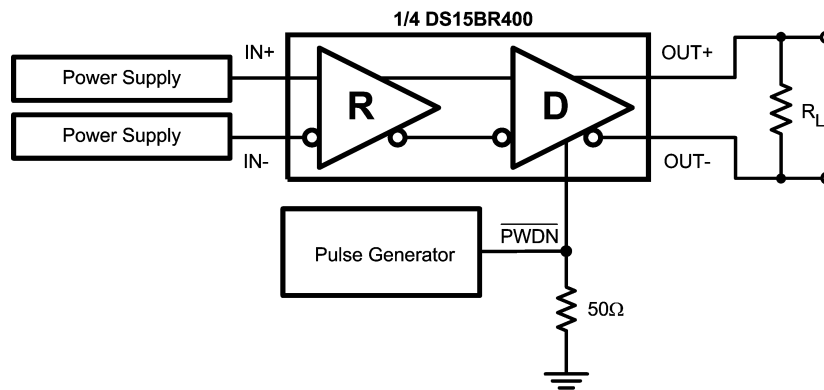 1/4 DS15BR400
IN+
OUT+
Power Supply
R
D
R_L
Power Supply
IN-
OUT-
PWDN
Pulse Generator
50Ω